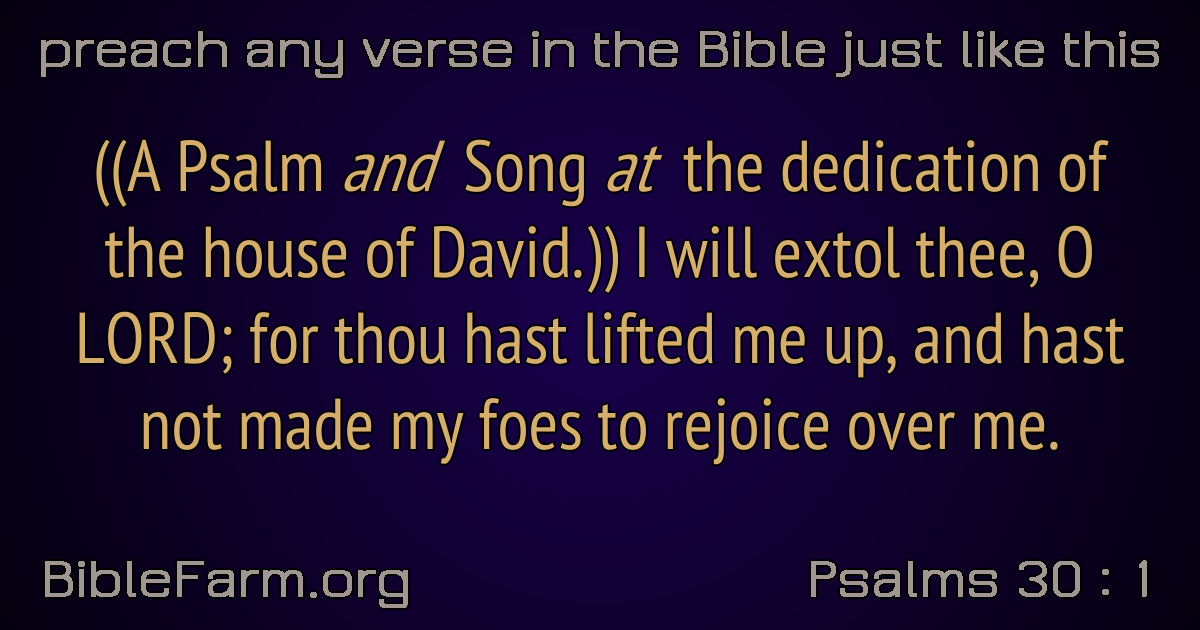 preach any verse in the Bible just like this
((A Psalm and Song at the dedication of
the house of David.)) I will extol thee, O
LORD; for thou hast lifted me up, and hast
not made my foes to rejoice over me.
BibleFarm.org
Psalms 30 : 1